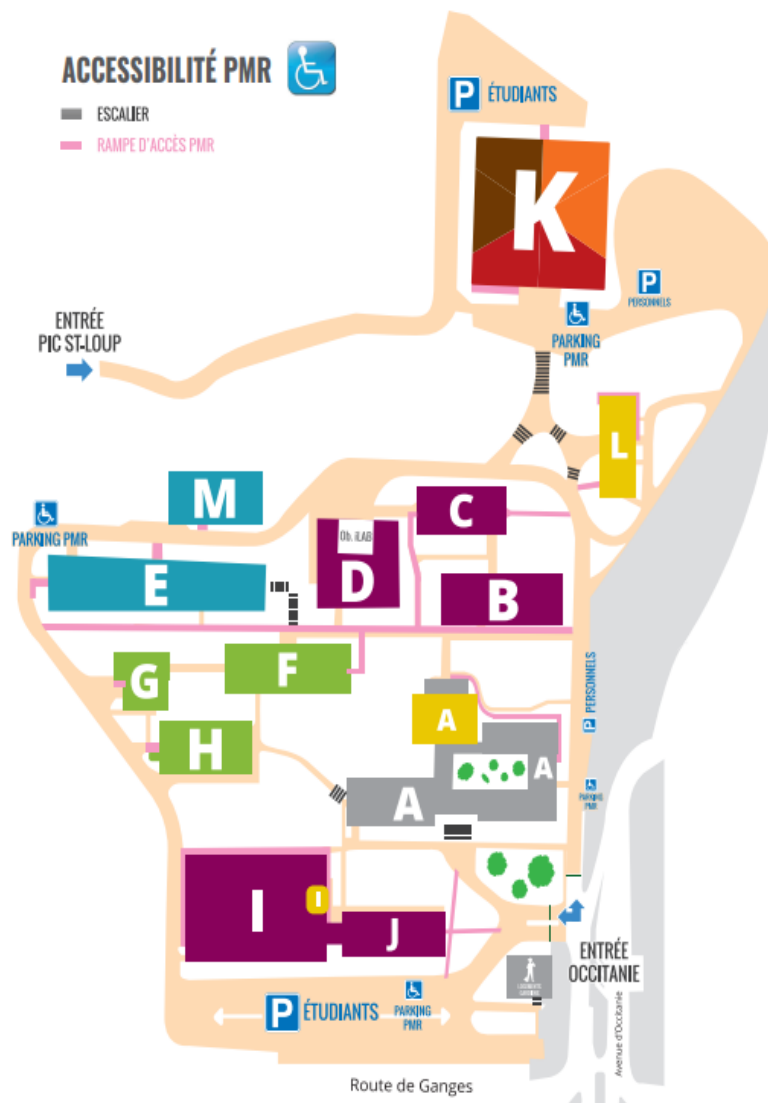 ACCESSIBILITÉ PMR
ESCALIER
RAMPE D'ACCÈS PMR
P ÉTUDIANTS
K
P
PERSONNELS
PARKING
PMR
ENTRÉE
PIC ST-LOUP
L
M
C
PARKING PMR
Ob. iLAB
D
E
B
F
G
P PERSONNELS
A
H
A
A
PARKING
PMR
I
I
J
ENTRÉE
OCCITANIE
P ÉTUDIANTS
PARKING
PMR
Avenue d'Occitanie
Route de Ganges